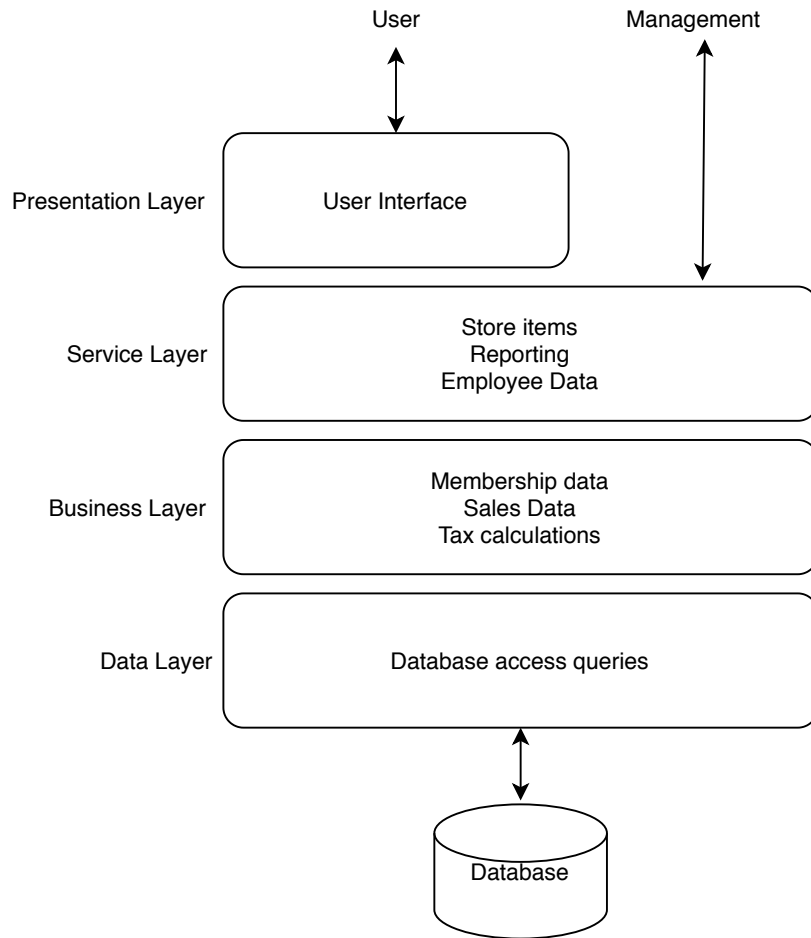 User
Management
Presentation Layer
User Interface
Service Layer
Store items
Reporting
Employee Data
Business Layer
Membership data
Sales Data
Tax calculations
Data Layer
Database access queries
Database